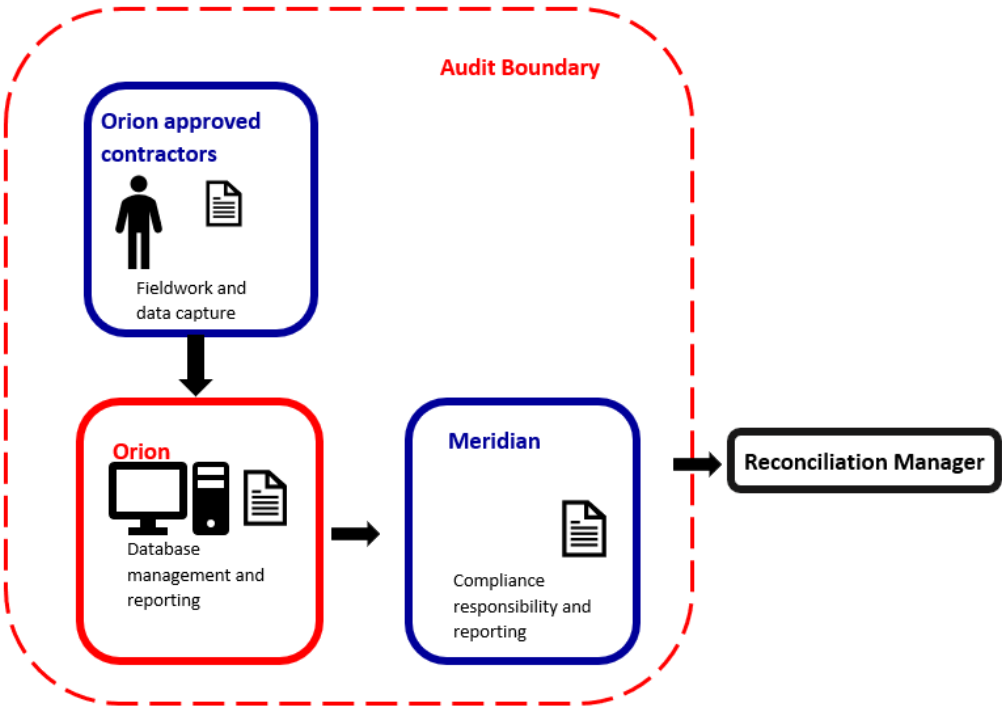 Audit Boundary
Orion approved
contractors
Fieldwork and
data capture
Orion
Database
management and
reporting
Meridian
Compliance
responsibility and
reporting
Reconciliation Manager